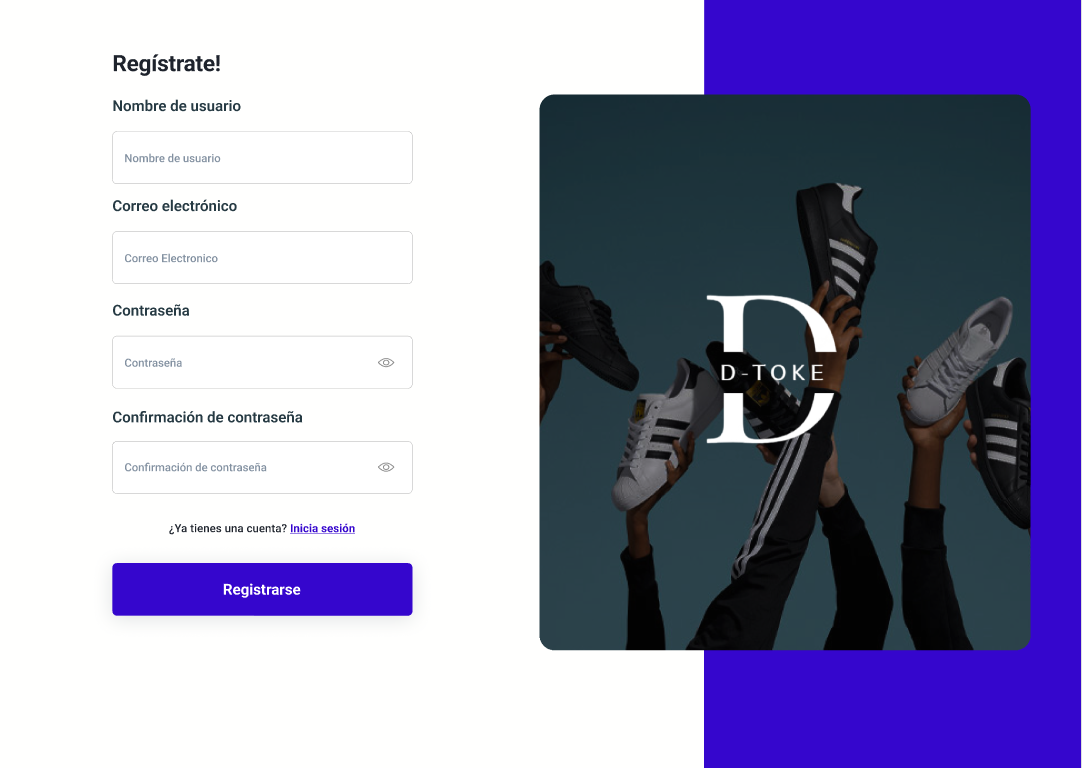 Regístrate!
Nombre de usuario
Nombre de usuario
Correo electrónico
Correo Electronico
Contraseña
Contraseña
Confirmación de contraseña
Confirmación de contraseña
¿Ya tienes una cuenta? Inicia sesión
Registrarse
D
D-TOKE